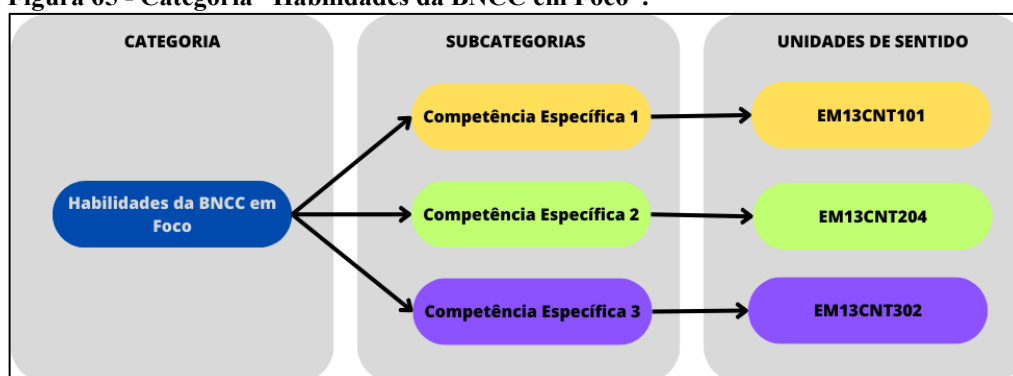 Figura 65 - Categoria "Habilidades da BNCC em Foco".
CATEGORIA
SUBCATEGORIAS
UNIDADES DE SENTIDO
Habilidades da BNCC em
Foco
Competência Específica 1
EM13CNT101
Competência Específica 2
EM13CNT204
Competência Específica 3
EM13CNT302